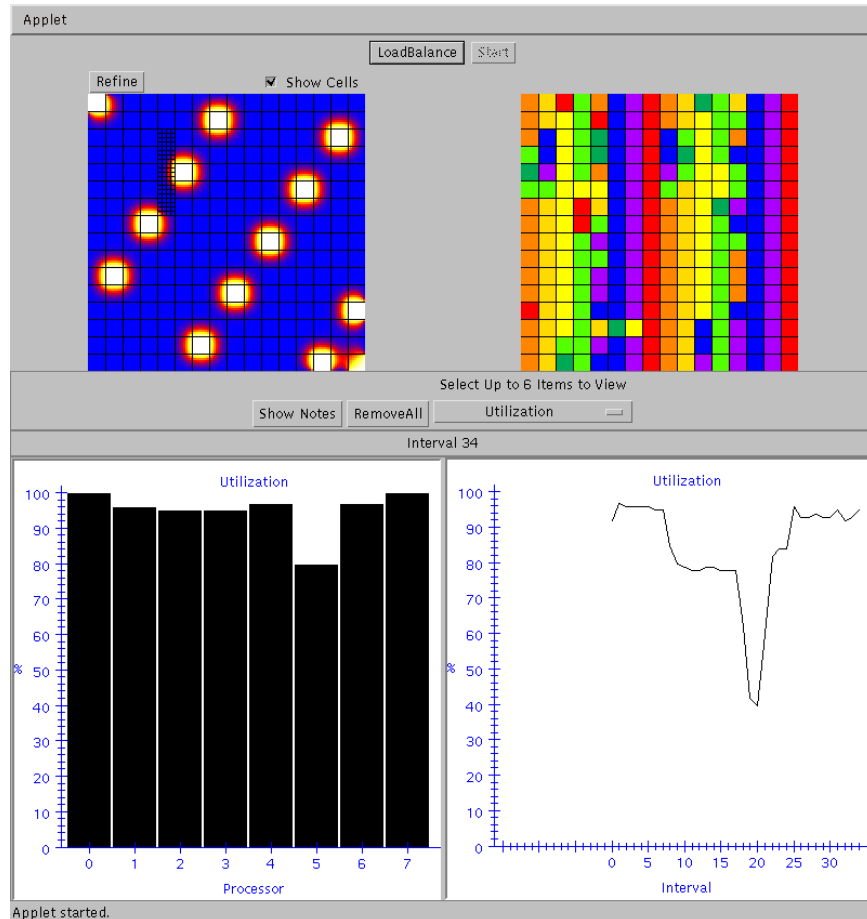 Applet
LoadBalance Start
Refine Show Cells
Select Up to 6 Items to View
Show Notes RemoveAll Utilization
Interval 34
Utilization
100
90
80
70
60
50
%
40
30
20
10
0
0 1 2 3 4 5 6 7
Processor
Utilization
100
90
80
70
60
50
%
40
30
20
10
0
0 5 10 15 20 25 30
Interval
Applet started.